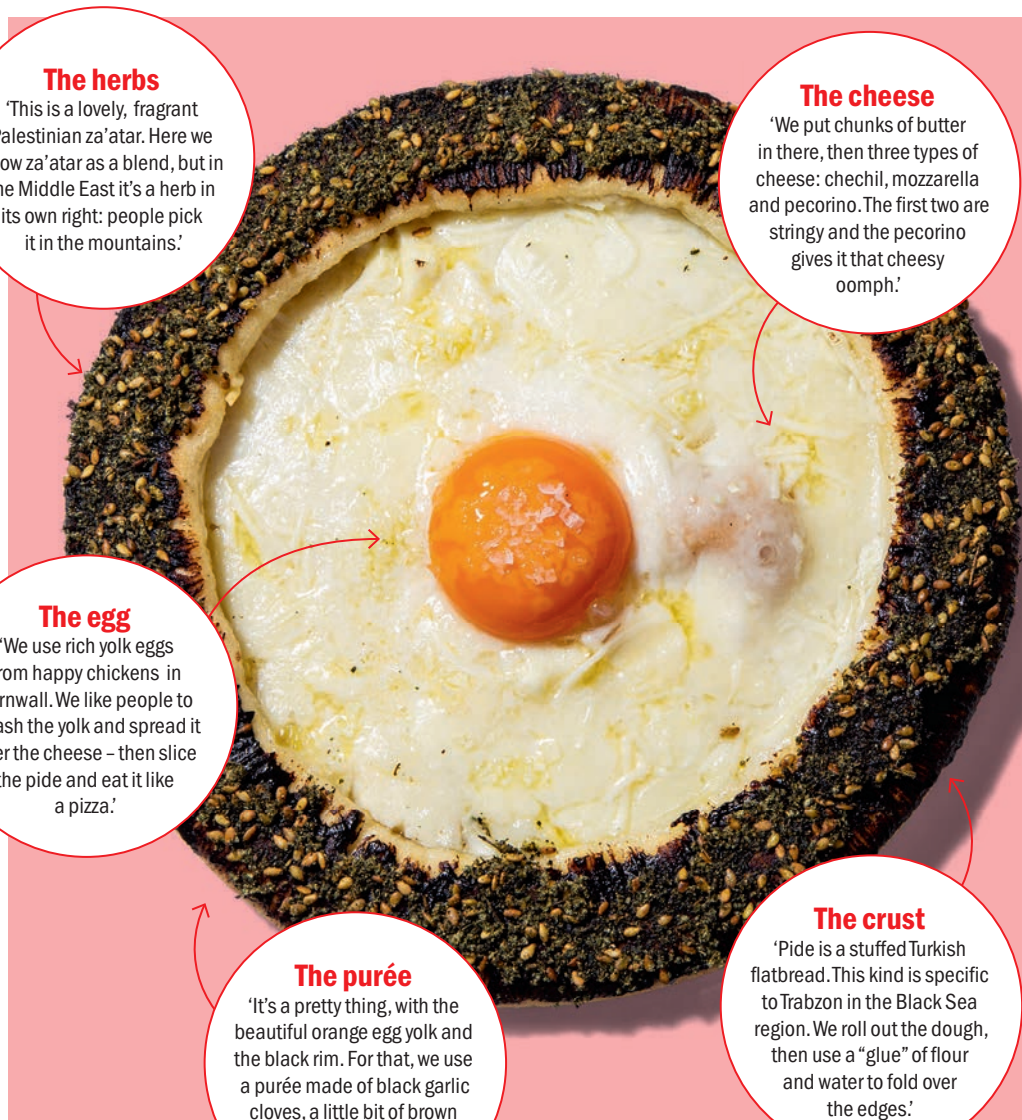 The herbs
‘This is a lovely, fragrant
Palestinian za’atar. Here we
know za’atar as a blend, but in
the Middle East it’s a herb in
its own right: people pick
it in the mountains.’
The cheese
‘We put chunks of butter
in there, then three types of
cheese: chechil, mozzarella
and pecorino. The first two are
stringy and the pecorino
gives it that cheesy
oomph.’
The egg
‘We use rich yolk eggs
from happy chickens in
Cornwall. We like people to
the yolk and spread it
over the cheese – then slice
the pide and eat it like
a pizza.’
The purée
‘It’s a pretty thing, with the
beautiful orange egg yolk and
the black rim. For that, we use
a purée made of black garlic
cloves, a little bit of brown
The crust
‘Pide is a stuffed Turkish
flatbread. This kind is specific
to Trabzon in the Black Sea
region. We roll out the dough,
then use a “glue” of flour
and water to fold over
the edges.’